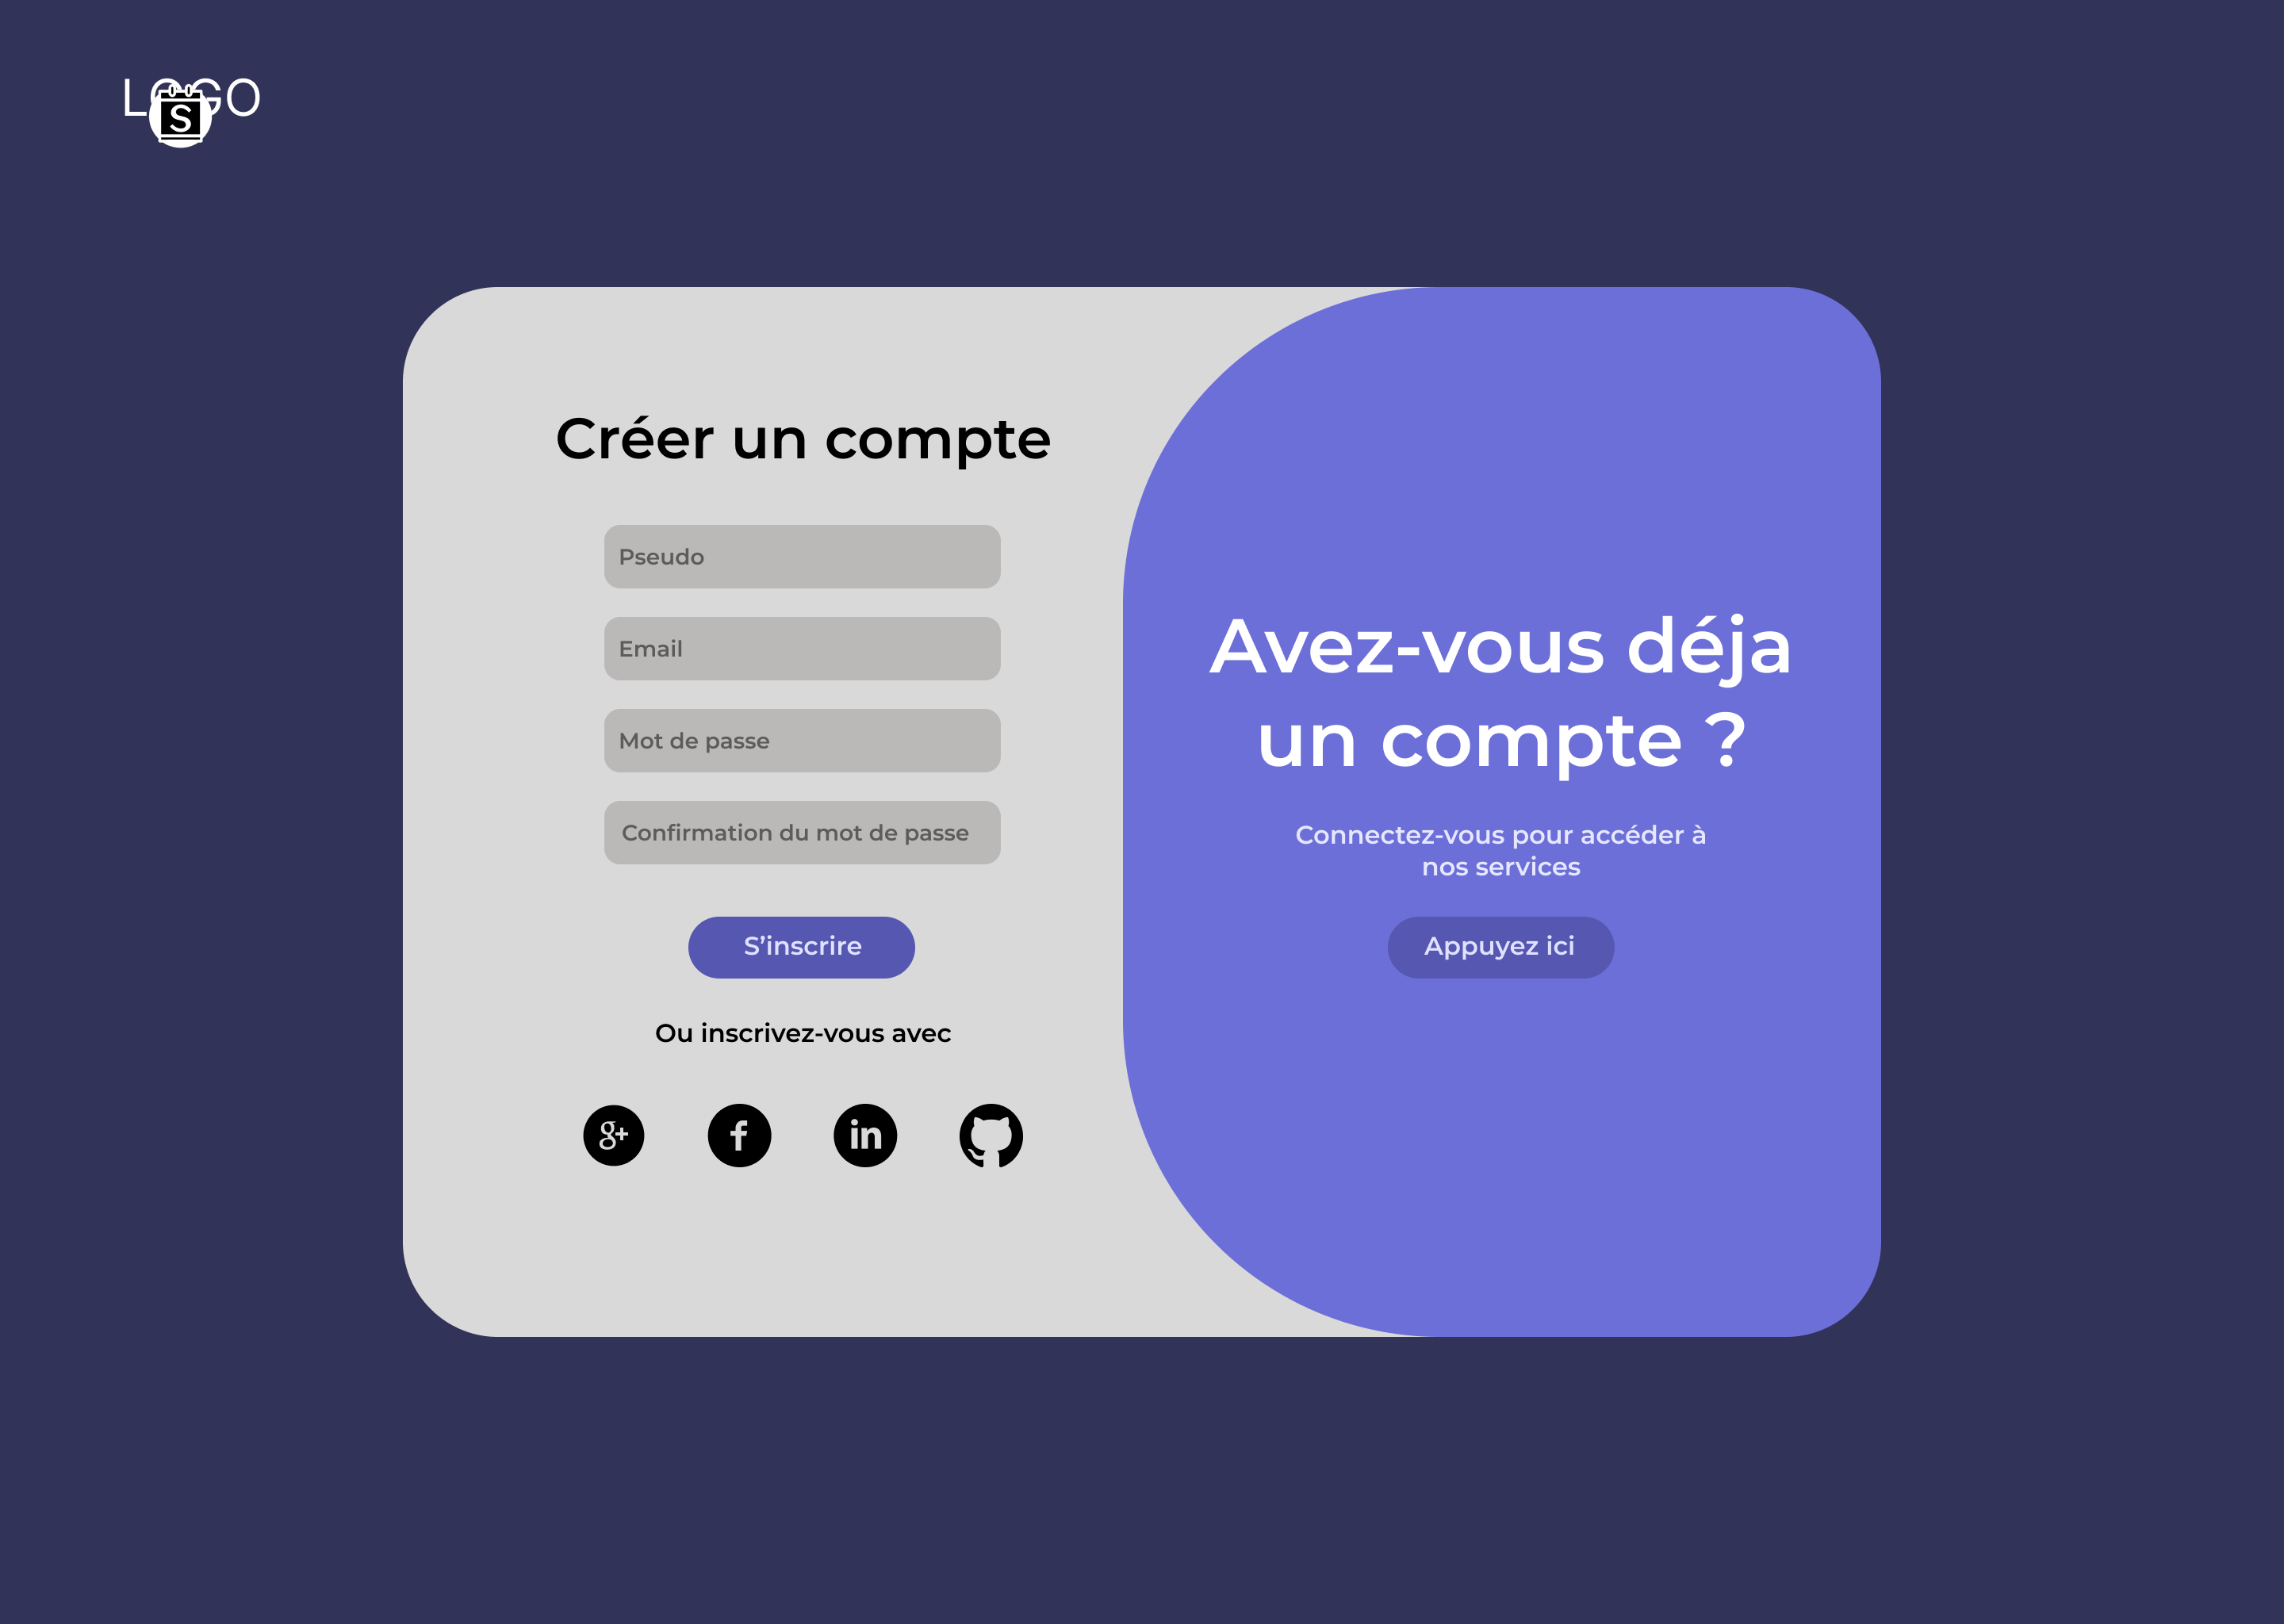 LOGO
S
Créer un compte
Pseudo
Email
Mot de passe
Confirmation du mot de passe
S’inscrire
Ou inscrivez-vous avec
g+
f
in
Avez-vous déja
un compte ?
Connectez-vous pour accéder à
nos services
Appuyez ici